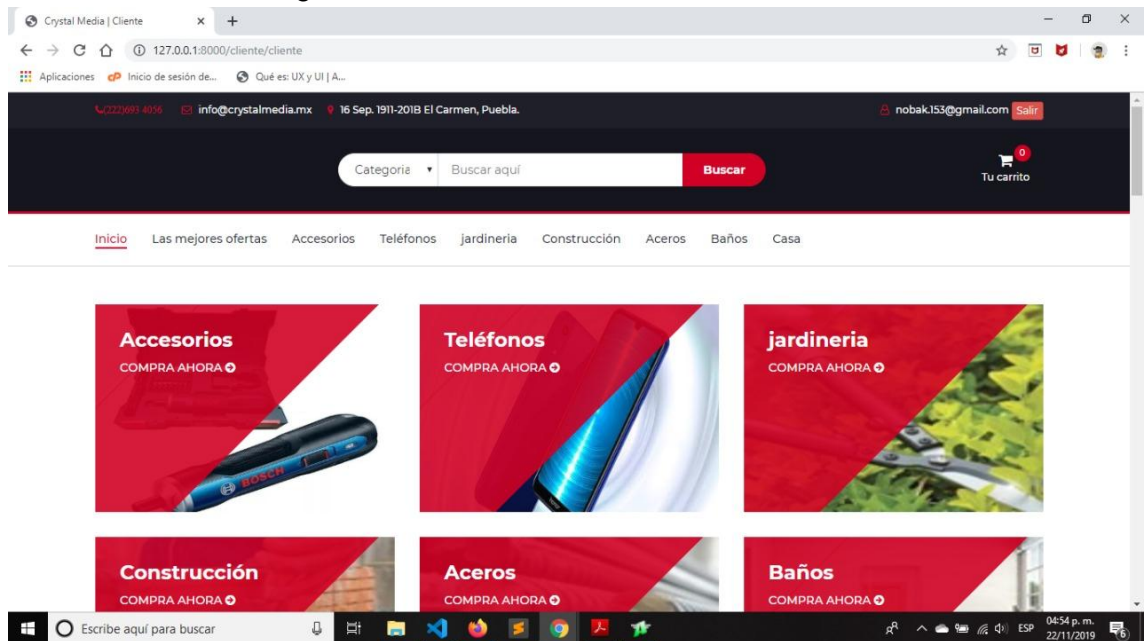 Crystal Media | Cliente
127.0.0.1:8000/cliente/cliente
Aplicaciones Inicio de sesión de... Qué es: UX y UI | A...
(222)693 4056 info@crystalmedia.mx 16 Sep. 1911-201B El Carmen, Puebla. nobak.153@gmail.com Salir
Categoria Buscar aquí Buscar 0
Tu carrito
Inicio Las mejores ofertas Accesorios Teléfonos jardineria Construcción Aceros Baños Casa
Accesorios Teléfonos jardineria
COMPRA AHORA COMPRA AHORA COMPRA AHORA
BOSCH
Construcción Aceros Baños
COMPRA AHORA COMPRA AHORA COMPRA AHORA
Escribe aquí para buscar ESP 04:54 p. m.
22/11/2019